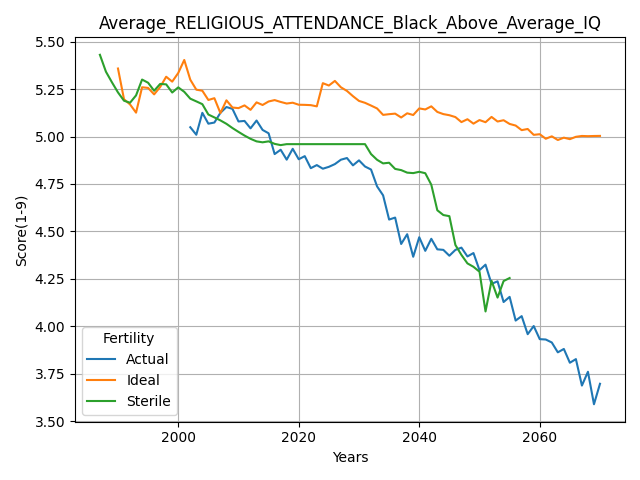 Average_RELIGIOUS_ATTENDANCE_Black_Above_Average_IQ
5.50
5.25
5.00
4.75
4.50
4.25
4.00
3.75
3.50
Score(1-9)
Fertility
Actual
Ideal
Sterile
2000
2020
2040
2060
Years